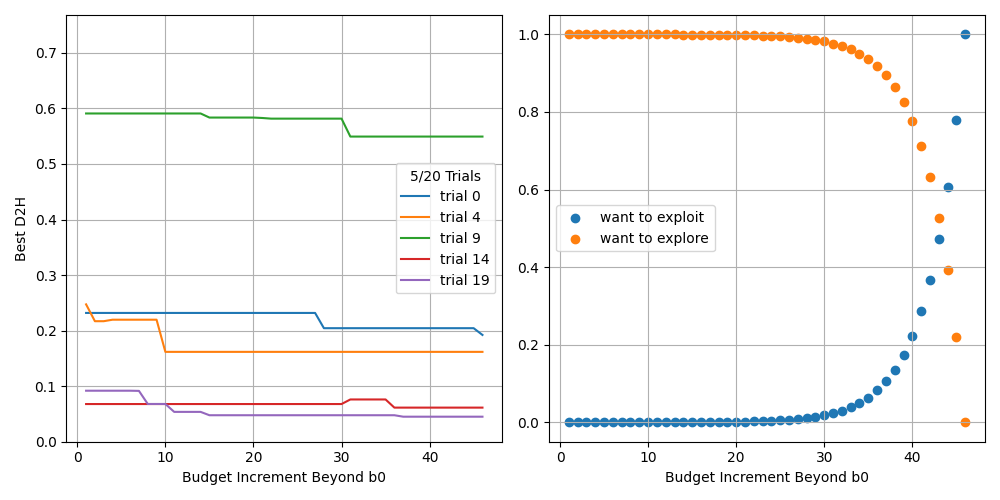 0.7
0.6
0.5
0.4
0.3
0.2
0.1
0.0
Best D2H
0 10 20 30 40
Budget Increment Beyond b0
5/20 Trials
trial 0
trial 4
trial 9
trial 14
trial 19
1.0
0.8
0.6
0.4
0.2
0.0
0 10 20 30 40
Budget Increment Beyond b0
want to exploit
want to explore